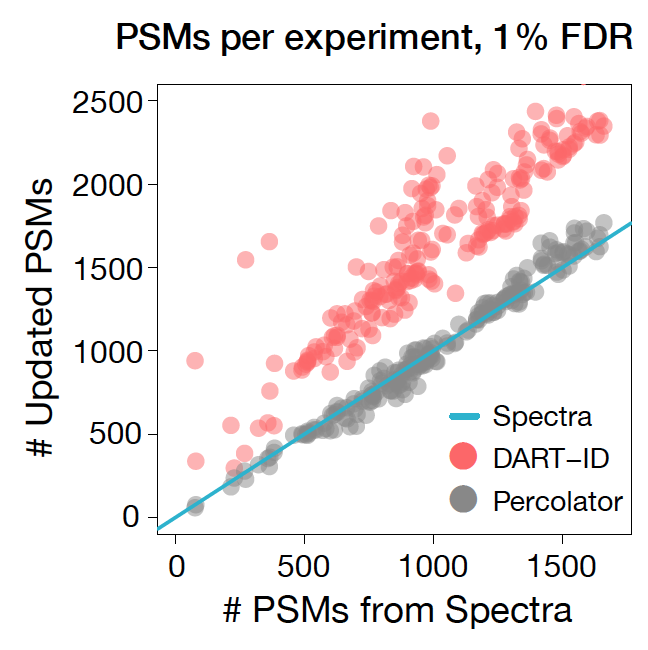 PSMs per experiment, 1% FDR
# Updated PSMs
2500
2000
1500
1000
500
0
Spectra
DART−ID
Percolator
0 500 1000 1500
# PSMs from Spectra